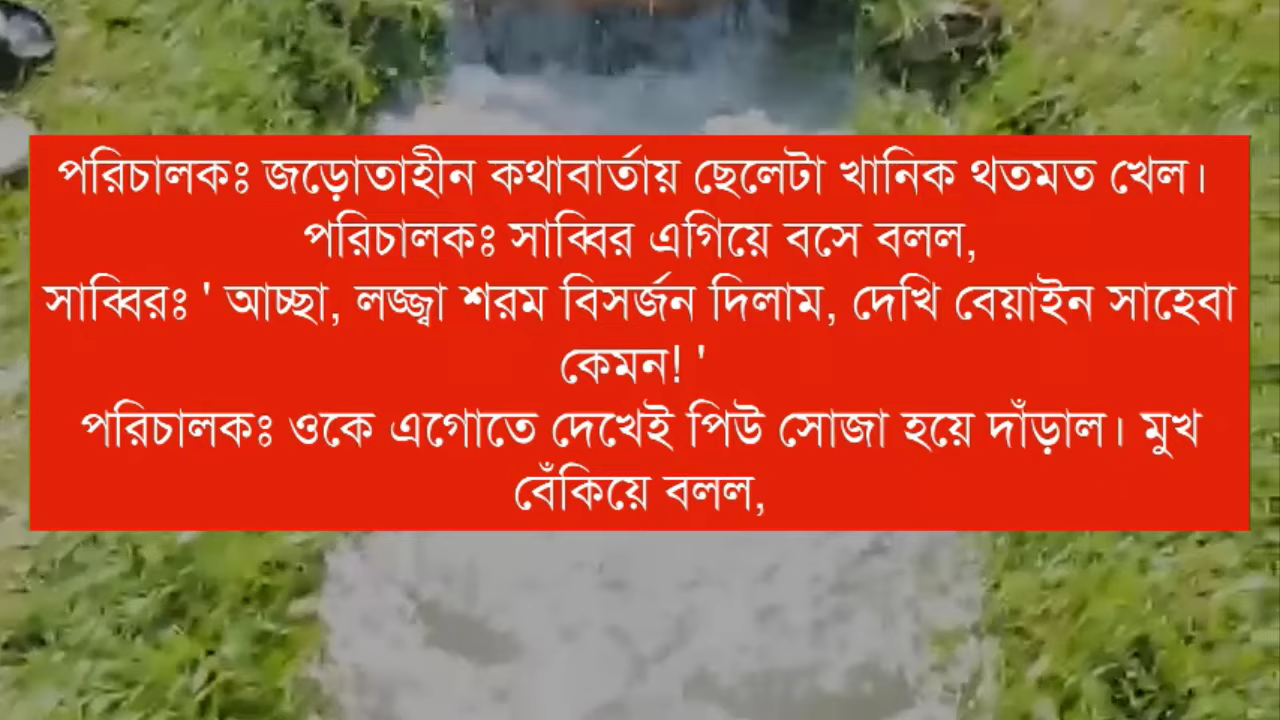 পরিচালকঃ জড়োতাহীন কথাবার্তায় ছেলেটা খানিক থতমত খেল।
পরিচালকঃ সাব্বির এগিয়ে বসে বলল,
সাব্বিরঃ ' আচ্ছা, লজ্জ্বা শরম বিসর্জন দিলাম, দেখি বেয়াইন সাহেবা
কেমন! '
পরিচালকঃ ওকে এগোতে দেখেই পিউ সোজা হয়ে দাঁড়াল। মুখ
বেঁকিয়ে বলল,